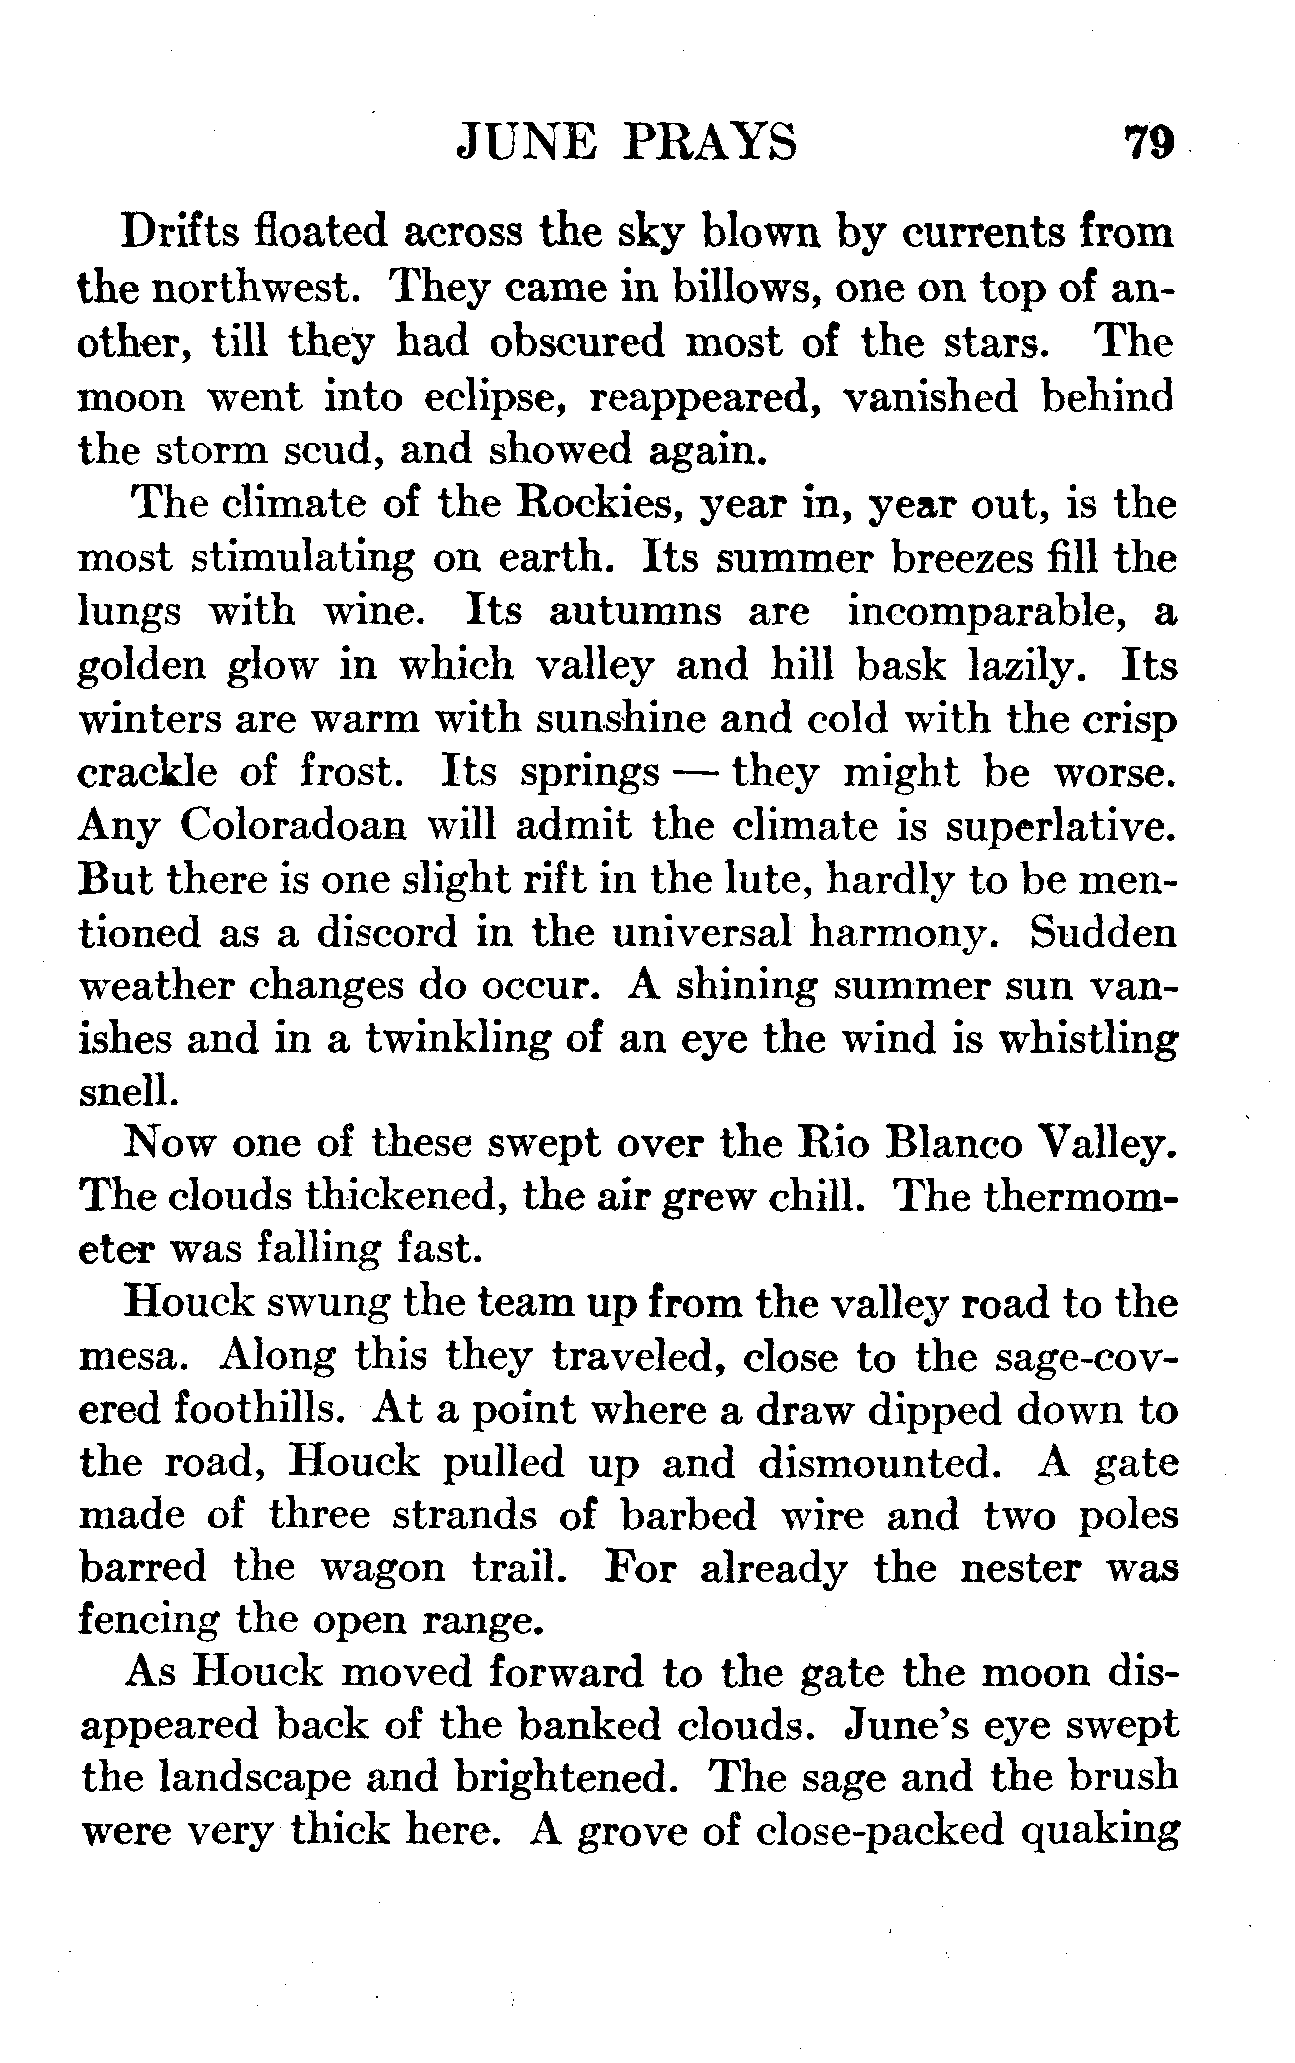 JUNE PRAYS 79
Drifts floated across the sky blown by currents from
the northwest. They came in billows, one on top of an-
other, till they had obscured most of the stars. The
moon went into eclipse, reappeared, vanished behind
the storm scud, and showed again.
The climate of the Rockies, year in, year out, is the
most stimulating on earth. Its summer breezes fill the
lungs with wine. Its autumns are incomparable, a
golden glow in which valley and hill bask lazily. Its
winters are warm with sunshine and cold with the crisp
crackle of frost. Its springs — they might be worse.
Any Coloradoan will admit the climate is superlative.
But there is one slight rift in the lute, hardly to be men-
tioned as a discord in the universal harmony. Sudden
weather changes do occur. A shining summer sun van-
ishes and in a twinkling of an eye the wind is whistling
snell.
Now one of these swept over the Rio Blanco Valley.
The clouds thickened, the air grew chill. The thermom-
eter was falling fast.
Houck swung the team up from the valley road to the
mesa. Along this they traveled, close to the sage-cov-
ered foothills. At a point where a draw dipped down to
the road, Houck pulled up and dismounted. A gate
made of three strands of barbed wire and two poles
barred the wagon trail. For already the nester was
fencing the open range.
As Houck moved forward to the gate the moon dis-
appeared back of the banked clouds. June's eye swept
the landscape and brightened. The sage and the brush
were very thick here. A grove of close-packed quaking